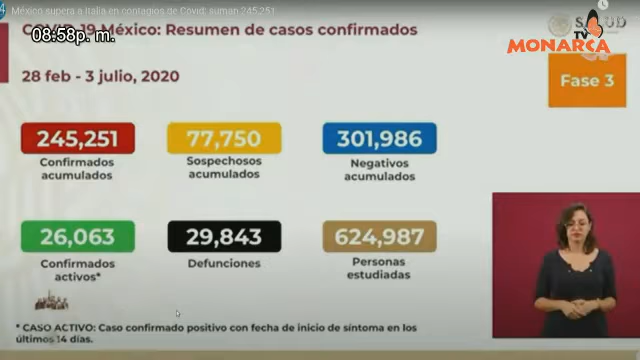 México supera a Italia en contagios de Covid; suman 245,251
08:58p. m.
COVID-19 México: Resumen de casos confirmados
SALUD
TV
MONARCA
28 feb - 3 julio, 2020
Fase 3
245,251
Confirmados
acumulados
77,750
Sospechosos
acumulados
301,986
Negativos
acumulados
26,063
Confirmados
activos*
29,843
Defunciones
624,987
Personas
estudiadas
* CASO ACTIVO: Caso confirmado positivo con fecha de inicio de síntoma en los
últimos 14 días.